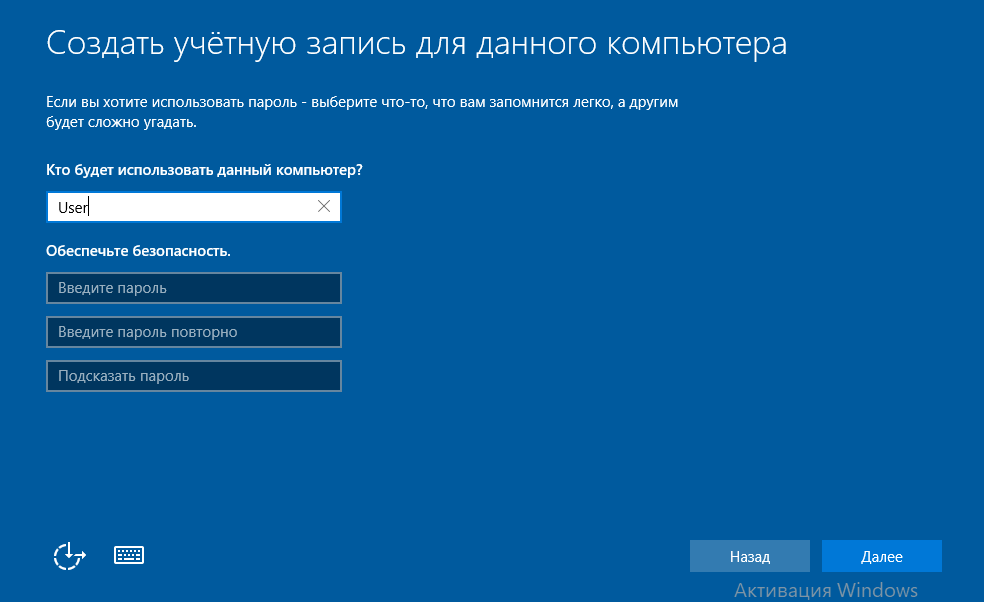 Создать учётную запись для данного компьютера
Если вы хотите использовать пароль - выберите что-то, что вам запомнится легко, а другим
будет сложно угадать.
Кто будет использовать данный компьютер?
User
Обеспечьте безопасность.
Введите пароль
Введите пароль повторно
Подсказать пароль
Назад
Далее
Активация Windows